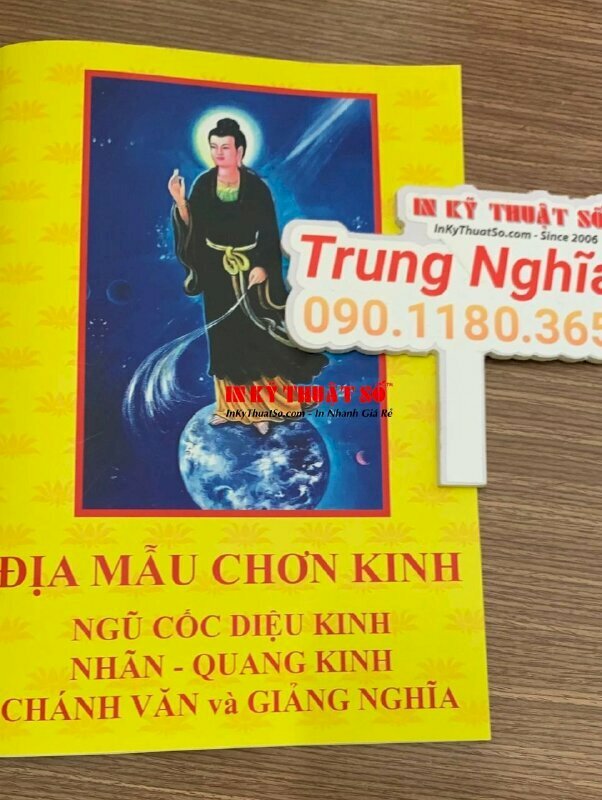 IN KỸ THUẬT SỐ
InKyThuatSo.com - Since 2006
Trung Nghĩa
090.1180.365
IN KỸ THUẬT SỐ™
InKyThuatSo.com - In Nhanh Giá Rẻ
ĐỊA MẪU CHƠN KINH
NGŨ CỐC DIỆU KINH
NHÃN - QUANG KINH
CHÁNH VĂN và GIẢNG NGHĨA